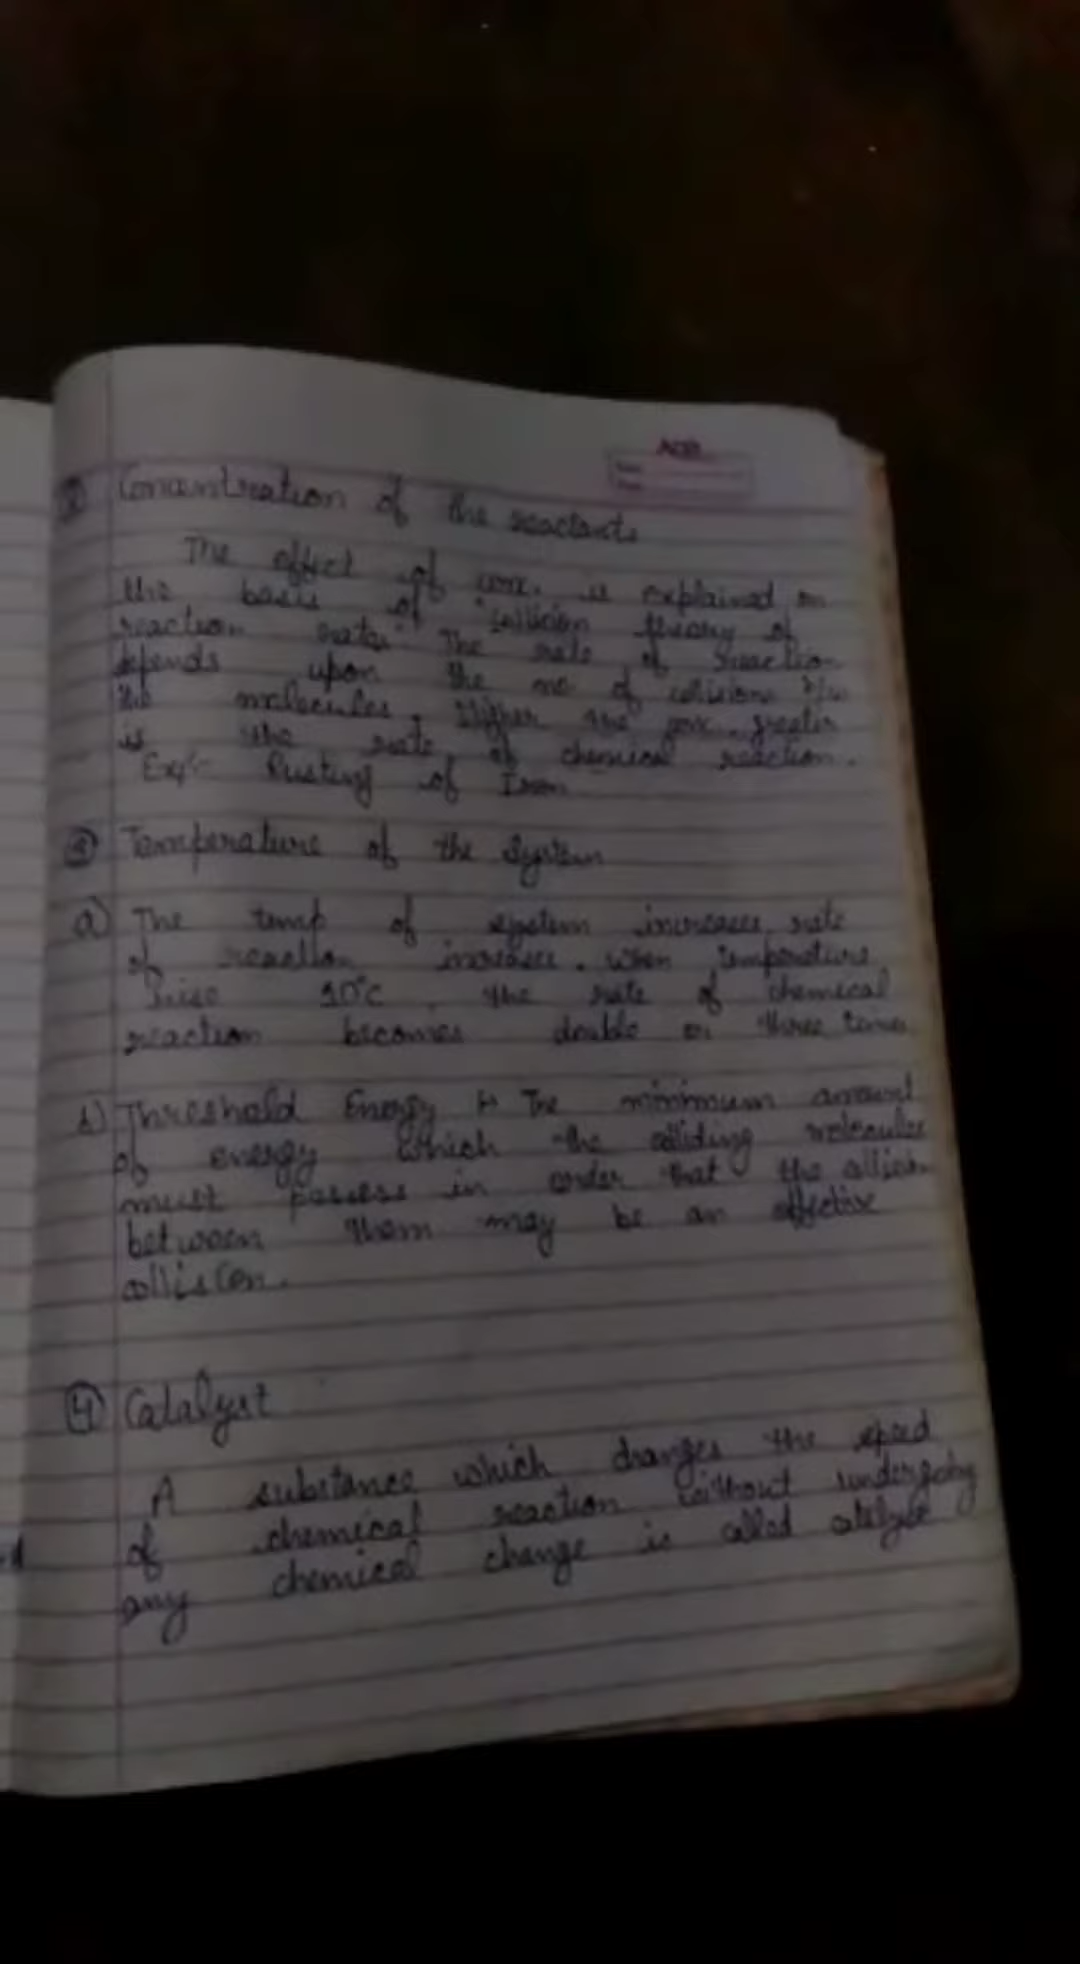 ② Concentration of the reactants
The effect of conc. is explained on
the basis of "collision theory of
reaction rates" The rate of reaction
depends upon the no of collisions b/w
the molecules. Higher the conc. greater
is the rate of chemical reaction.
Ex:- Rusting of Iron
③ Temperature of the System
a) The temp of system increases rate
of reaction increases. when temperature
raise 10°c, the rate of chemical
reaction becomes double or three times
b) Threshold Energy :- The minimum amount
of energy which the colliding molecules
must possess in order that the collision
between them may be an effective
collision.
④ Catalyst
A substance which changes the speed
of chemical reaction without undergoing
any chemical change is called catalyst